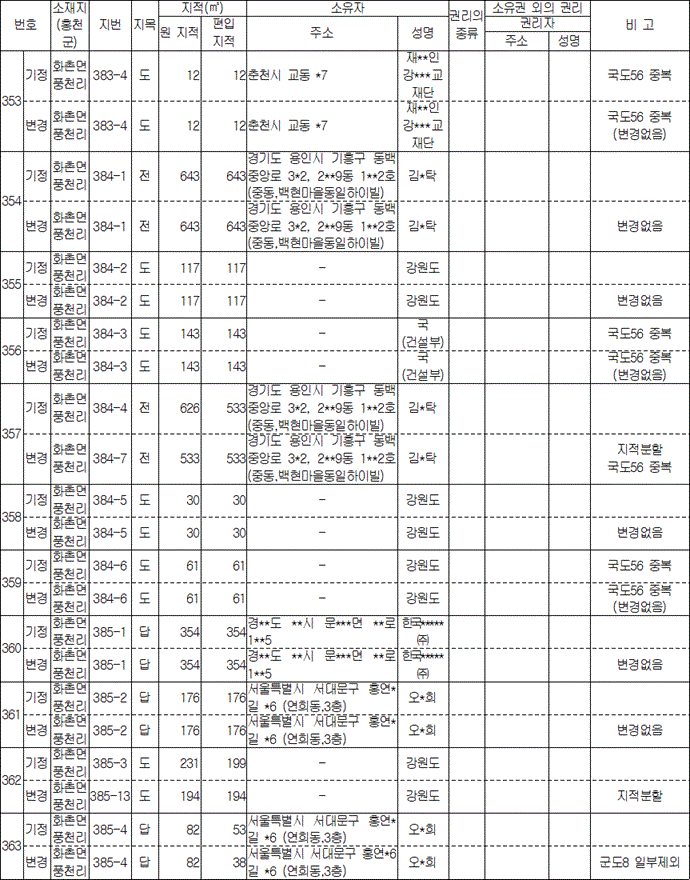 번호 소재지(홍천군) 지번 지목 지적(㎡) 소유자 권리의 종류 소유권 외의 권리 비 고
원 지적 편입 지적 주소 성명 권리자
주소 성명
353 기정 화촌면 풍천리 383-4 도 12 12 춘천시 교동 *7 재**인 강***교 재단 국도56 중복
변경 화촌면 풍천리 383-4 도 12 12 춘천시 교동 *7 재**인 강***교 재단 국도56 중복 (변경없음)
354 기정 화촌면 풍천리 384-1 전 643 643 경기도 용인시 기흥구 동백중앙로 3*2, 2**9동 1**2호 (중동,백현마을동일하이빌) 김*탁
변경 화촌면 풍천리 384-1 전 643 643 경기도 용인시 기흥구 동백중앙로 3*2, 2**9동 1**2호 (중동,백현마을동일하이빌) 김*탁 변경없음
355 기정 화촌면 풍천리 384-2 도 117 117 - 강원도
변경 화촌면 풍천리 384-2 도 117 117 - 강원도 변경없음
356 기정 화촌면 풍천리 384-3 도 143 143 - 국 (건설부) 국도56 중복
변경 화촌면 풍천리 384-3 도 143 143 - 국 (건설부) 국도56 중복 (변경없음)
357 기정 화촌면 풍천리 384-4 전 626 533 경기도 용인시 기흥구 동백중앙로 3*2, 2**9동 1**2호 (중동,백현마을동일하이빌) 김*탁
변경 화촌면 풍천리 384-7 전 533 533 경기도 용인시 기흥구 동백중앙로 3*2, 2**9동 1**2호 (중동,백현마을동일하이빌) 김*탁 지적분할 국도56 중복
358 기정 화촌면 풍천리 384-5 도 30 30 - 강원도
변경 화촌면 풍천리 384-5 도 30 30 - 강원도 변경없음
359 기정 화촌면 풍천리 384-6 도 61 61 - 강원도 국도56 중복
변경 화촌면 풍천리 384-6 도 61 61 - 강원도 국도56 중복 (변경없음)
360 기정 화촌면 풍천리 385-1 답 354 354 경**도 **시 문***면 **로 1**5 한국***** ㈜
변경 화촌면 풍천리 385-1 답 354 354 경**도 **시 문***면 **로 1**5 한국***** ㈜ 변경없음
361 기정 화촌면 풍천리 385-2 답 176 176 서울특별시 서대문구 홍연*길 *6 (연희동,3층) 오*희
변경 화촌면 풍천리 385-2 답 176 176 서울특별시 서대문구 홍연*길 *6 (연희동,3층) 오*희 변경없음
362 기정 화촌면 풍천리 385-3 도 231 199 - 강원도
변경 화촌면 풍천리 385-13 도 194 194 - 강원도 지적분할
363 기정 화촌면 풍천리 385-4 답 82 53 서울특별시 서대문구 홍연*길 *6 (연희동,3층) 오*희
변경 화촌면 풍천리 385-4 답 82 38 서울특별시 서대문구 홍연*6길 *6 (연희동,3층) 오*희 군도8 일부제외